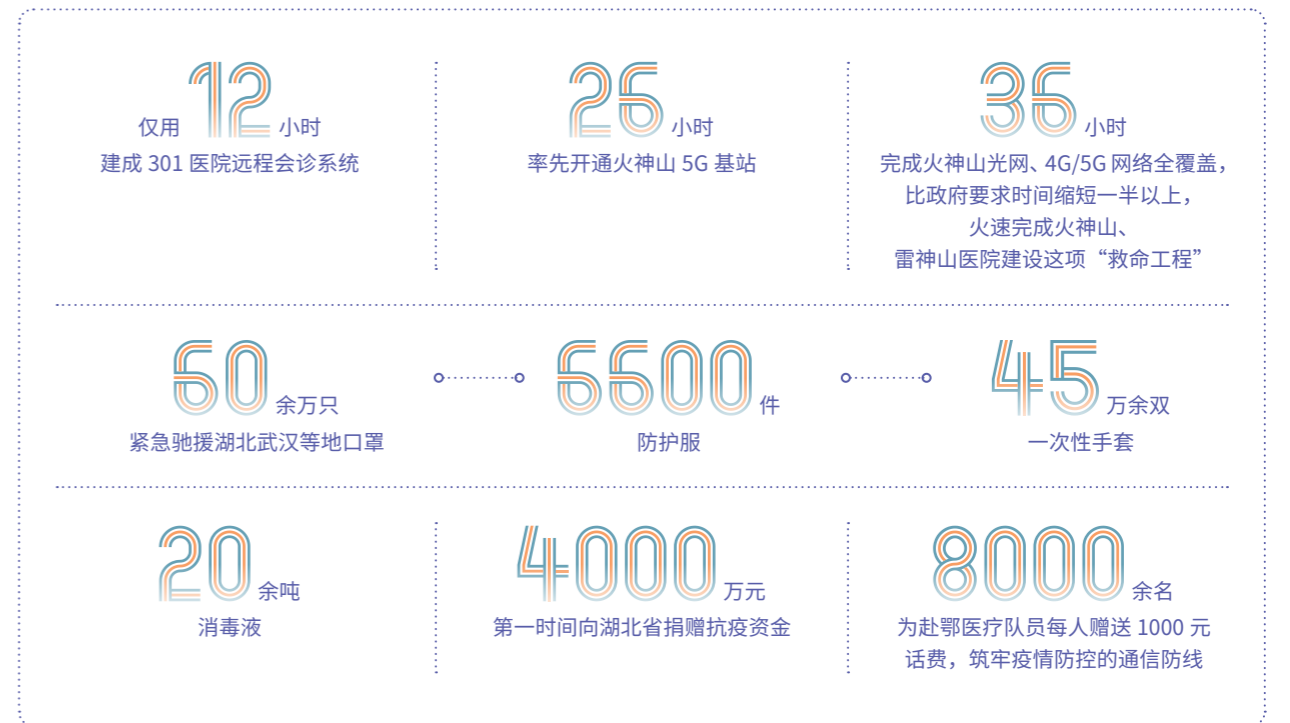 仅用 12 小时
建成 301 医院远程会诊系统
26 小时
率先开通火神山 5G 基站
36 小时
完成火神山光网、4G/5G 网络全覆盖，
比政府要求时间缩短一半以上，
火速完成火神山、
雷神山医院建设这项“救命工程”
60 余万只
紧急驰援湖北武汉等地口罩
6600 件
防护服
45 万余双
一次性手套
20 余吨
消毒液
4000 万元
第一时间向湖北省捐赠抗疫资金
8000 余名
为赴鄂医疗队员每人赠送 1000 元
话费，筑牢疫情防控的通信防线